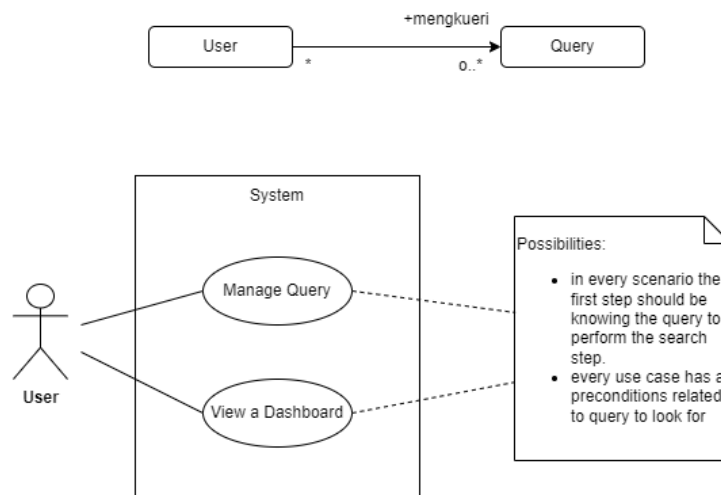 +mengkueri
User
Query
*
o..*
System
Possibilities:
Manage Query
• in every scenario the
first step should be
knowing the query to
perform the search
step.
• every use case has a
preconditions related
to query to look for
User
View a Dashboard